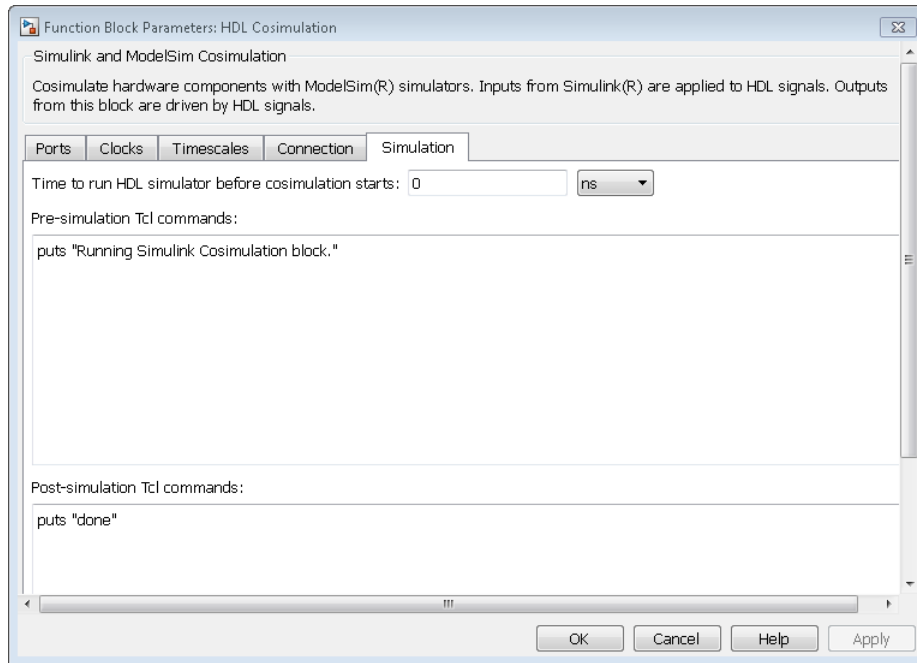 Function Block Parameters: HDL Cosimulation
Simulink and ModelSim Cosimulation
Cosimulate hardware components with ModelSim(R) simulators. Inputs from Simulink(R) are applied to HDL signals. Outputs
from this block are driven by HDL signals.
Ports Clocks Timescales Connection Simulation
Time to run HDL simulator before cosimulation starts: 0 ns
Pre-simulation Tcl commands:
puts "Running Simulink Cosimulation block."
Post-simulation Tcl commands:
puts "done"
OK Cancel Help Apply